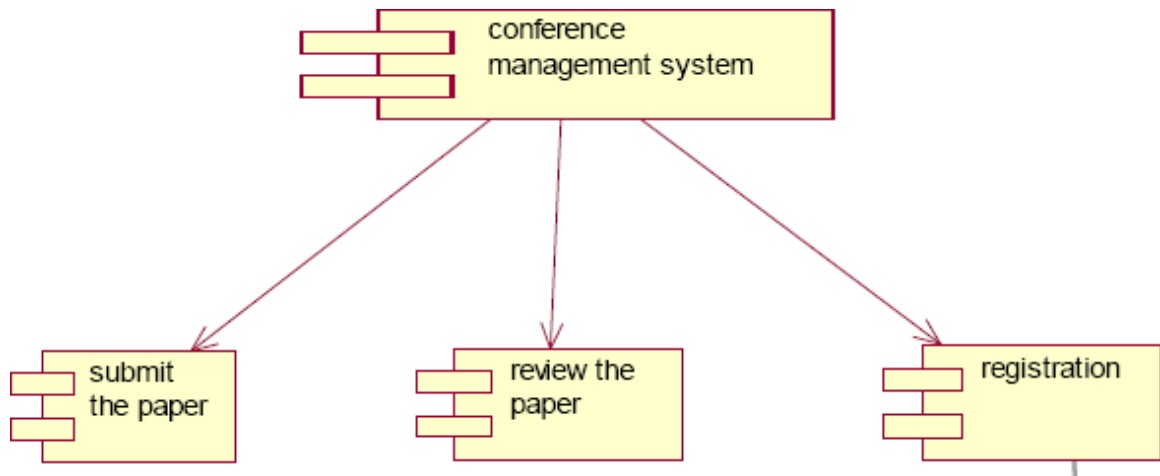 conference
management system
submit
the paper
review the
paper
registration